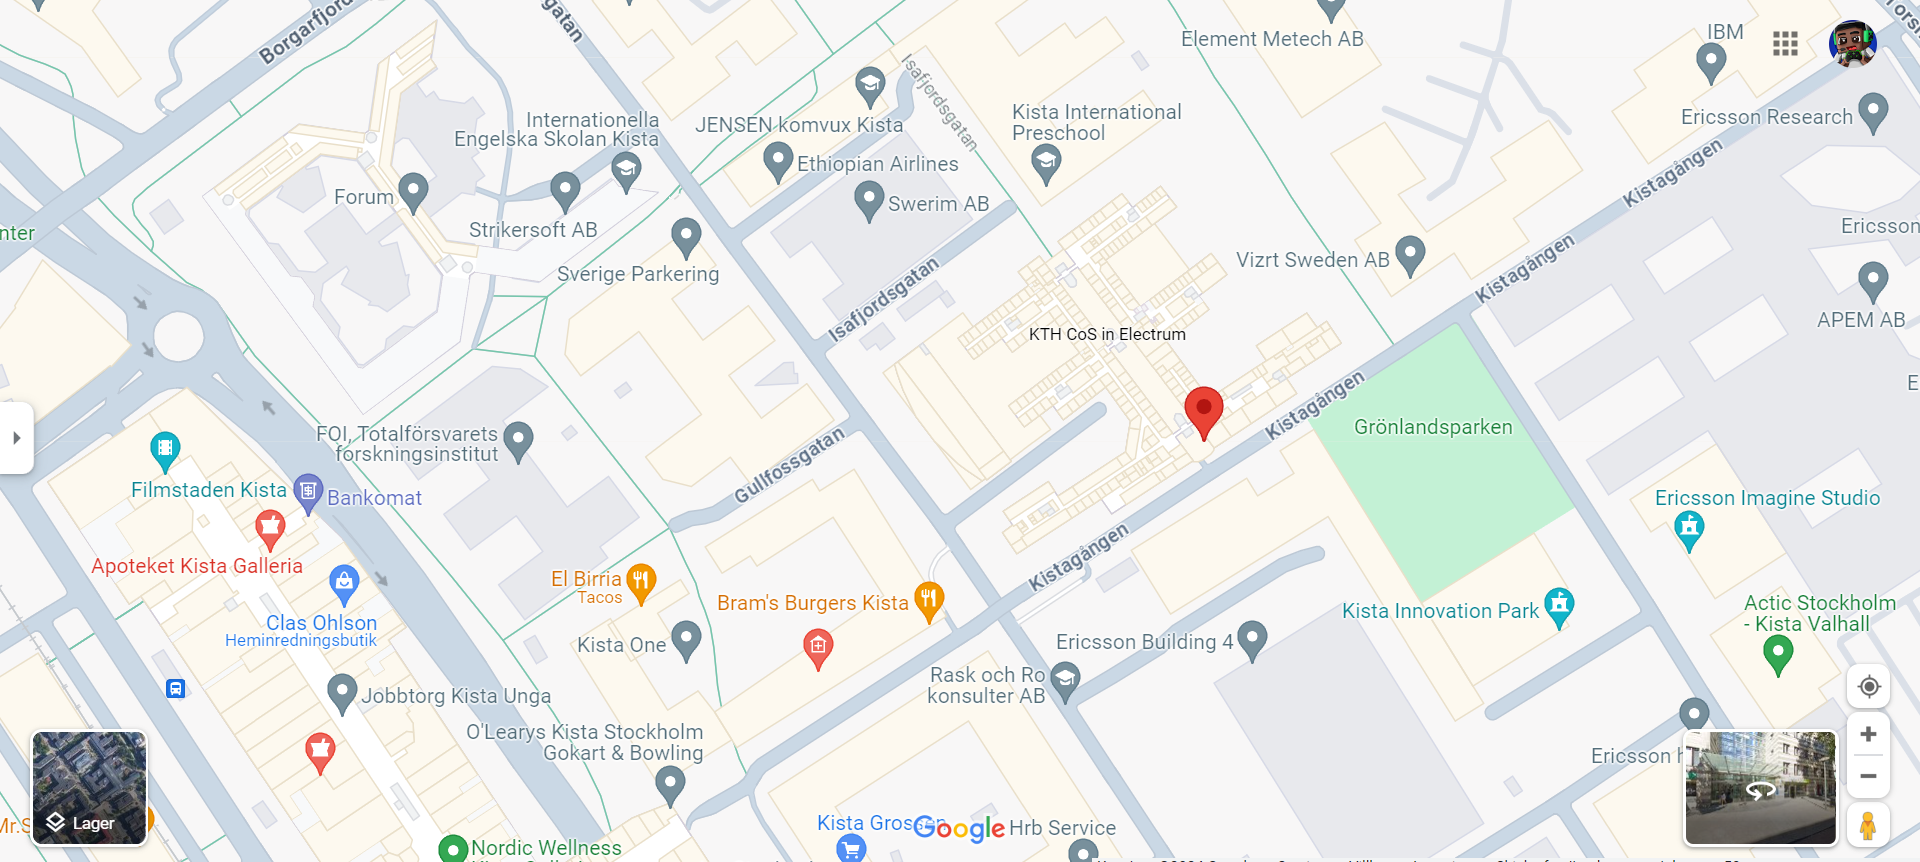 Borgarfjord
sgatan
Element Metech AB
IBM
Torsh
Isafjordsgatan
Internationella
Engelska Skolan Kista
JENSEN komvux Kista
Kista International
Preschool
Ericsson Research
Ethiopian Airlines
Kistagången
Forum
Swerim AB
Strikersoft AB
Ericsson
nter
Sverige Parkering
Vizrt Sweden AB
Kistagången
Isafjordsgatan
KTH CoS in Electrum
APEM AB
E
Kistagången
Grönlandsparken
FOI, Totalförsvarets
forskningsinstitut
Gullfossgatan
Filmstaden Kista
Bankomat
Ericsson Imagine Studio
Apoteket Kista Galleria
Kistagången
El Birria
Tacos
Bram's Burgers Kista
Kista Innovation Park
Actic Stockholm
- Kista Valhall
Clas Ohlson
Heminredningsbutik
Kista One
Ericsson Building 4
Rask och Ro
konsulter AB
Jobbtorg Kista Unga
O'Learys Kista Stockholm
Gokart & Bowling
Ericsson h
Lager
Mr.S
Kista Grossen
Google
Hrb Service
Nordic Wellness